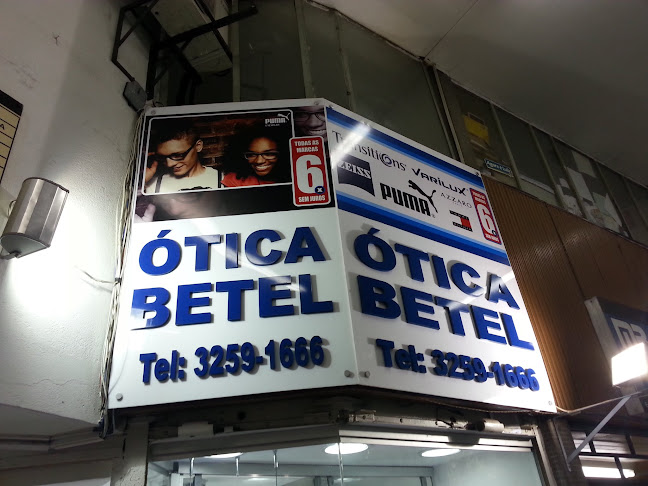 PUMA
TODAS AS
MARCAS
6x
SEM JUROS
ÓTICA
BETEL
Tel: 3259-1666
Transitions
VARILUX
ZEISS
PUMA
AZZARO
6
ÓTICA
BETEL
Tel: 3259-1666